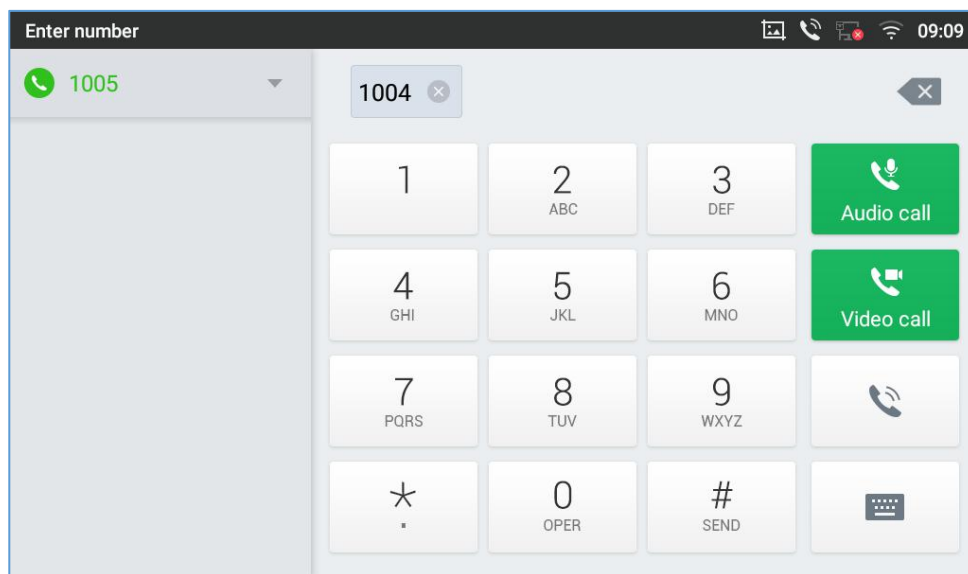 Enter number
09:09
1005
1004
1
2
ABC
3
DEF
Audio call
4
GHI
5
JKL
6
MNO
Video call
7
PQRS
8
TUV
9
WXYZ
*
.
0
OPER
#
SEND